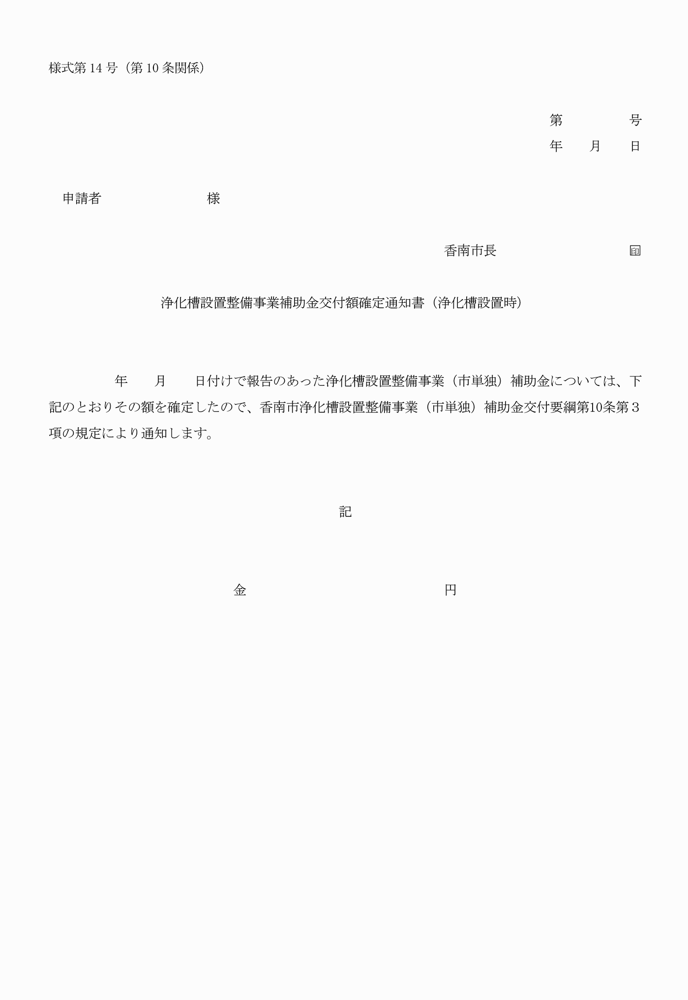 様式第 14 号（第 10 条関係）
第　　　　　号
年　　月　　日
申請者　　　　　　　　様
香南市長　　　　　　　　　　印
浄化槽設置整備事業補助金交付額確定通知書（浄化槽設置時）
年　　月　　日付けで報告のあった浄化槽設置整備事業（市単独）補助金については、下
記のとおりその額を確定したので、香南市浄化槽設置整備事業（市単独）補助金交付要綱第10条第３
項の規定により通知します。
記
金　　　　　　　　　　　　　　　円